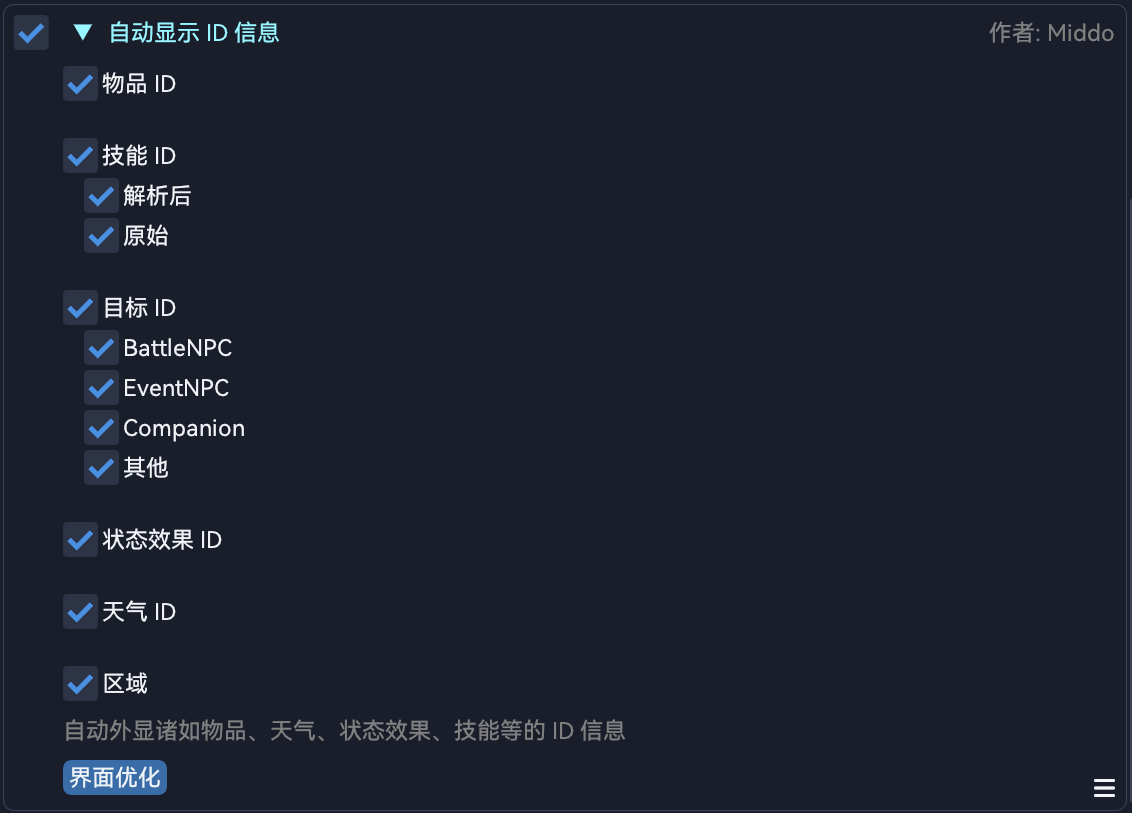 自动显示 ID 信息
作者: Middo
物品 ID
技能 ID
解析后
原始
目标 ID
BattleNPC
EventNPC
Companion
其他
状态效果 ID
天气 ID
区域
自动外显诸如物品、天气、状态效果、技能等的 ID 信息
界面优化